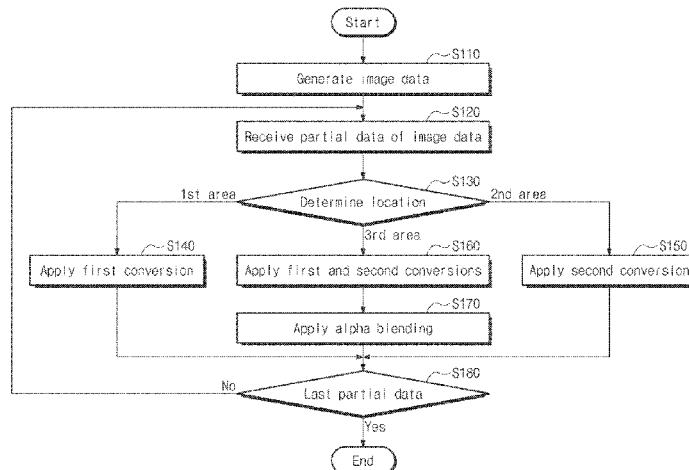 Start
S110
Generate image data
S120
Receive partial data of image data
S130
1st area
Determine location
2nd area
3rd area
S140
S160
S150
Apply first conversion
Apply first and second conversions
Apply second conversion
S170
Apply alpha blending
S180
No
Last partial data
Yes
End